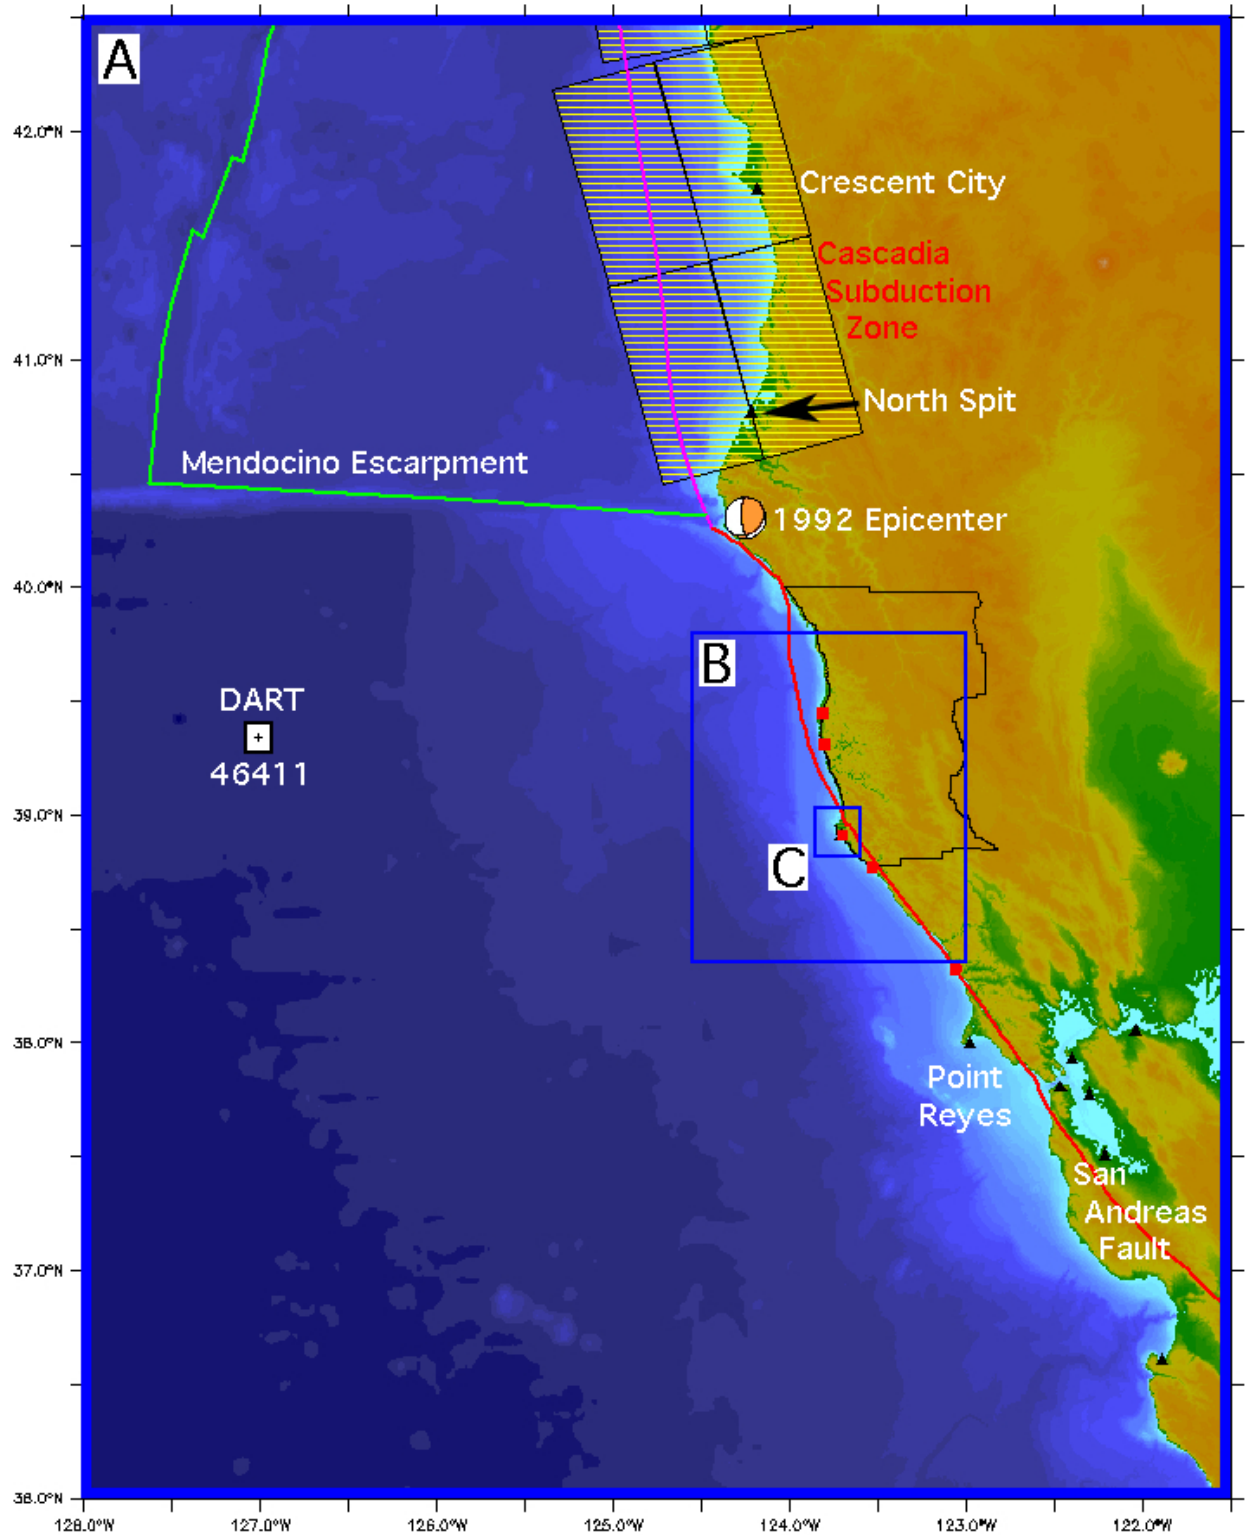 A
42.0°N
Crescent City
Cascadia
Subduction
Zone
41.0°N
North Spit
Mendocino Escarpment
1992 Epicenter
40.0°N
B
DART
46411
39.0°N
C
38.0°N
Point
Reyes
San
Andreas
Fault
37.0°N
36.0°N
128.0°W 127.0°W 126.0°W 125.0°W 124.0°W 123.0°W 122.0°W